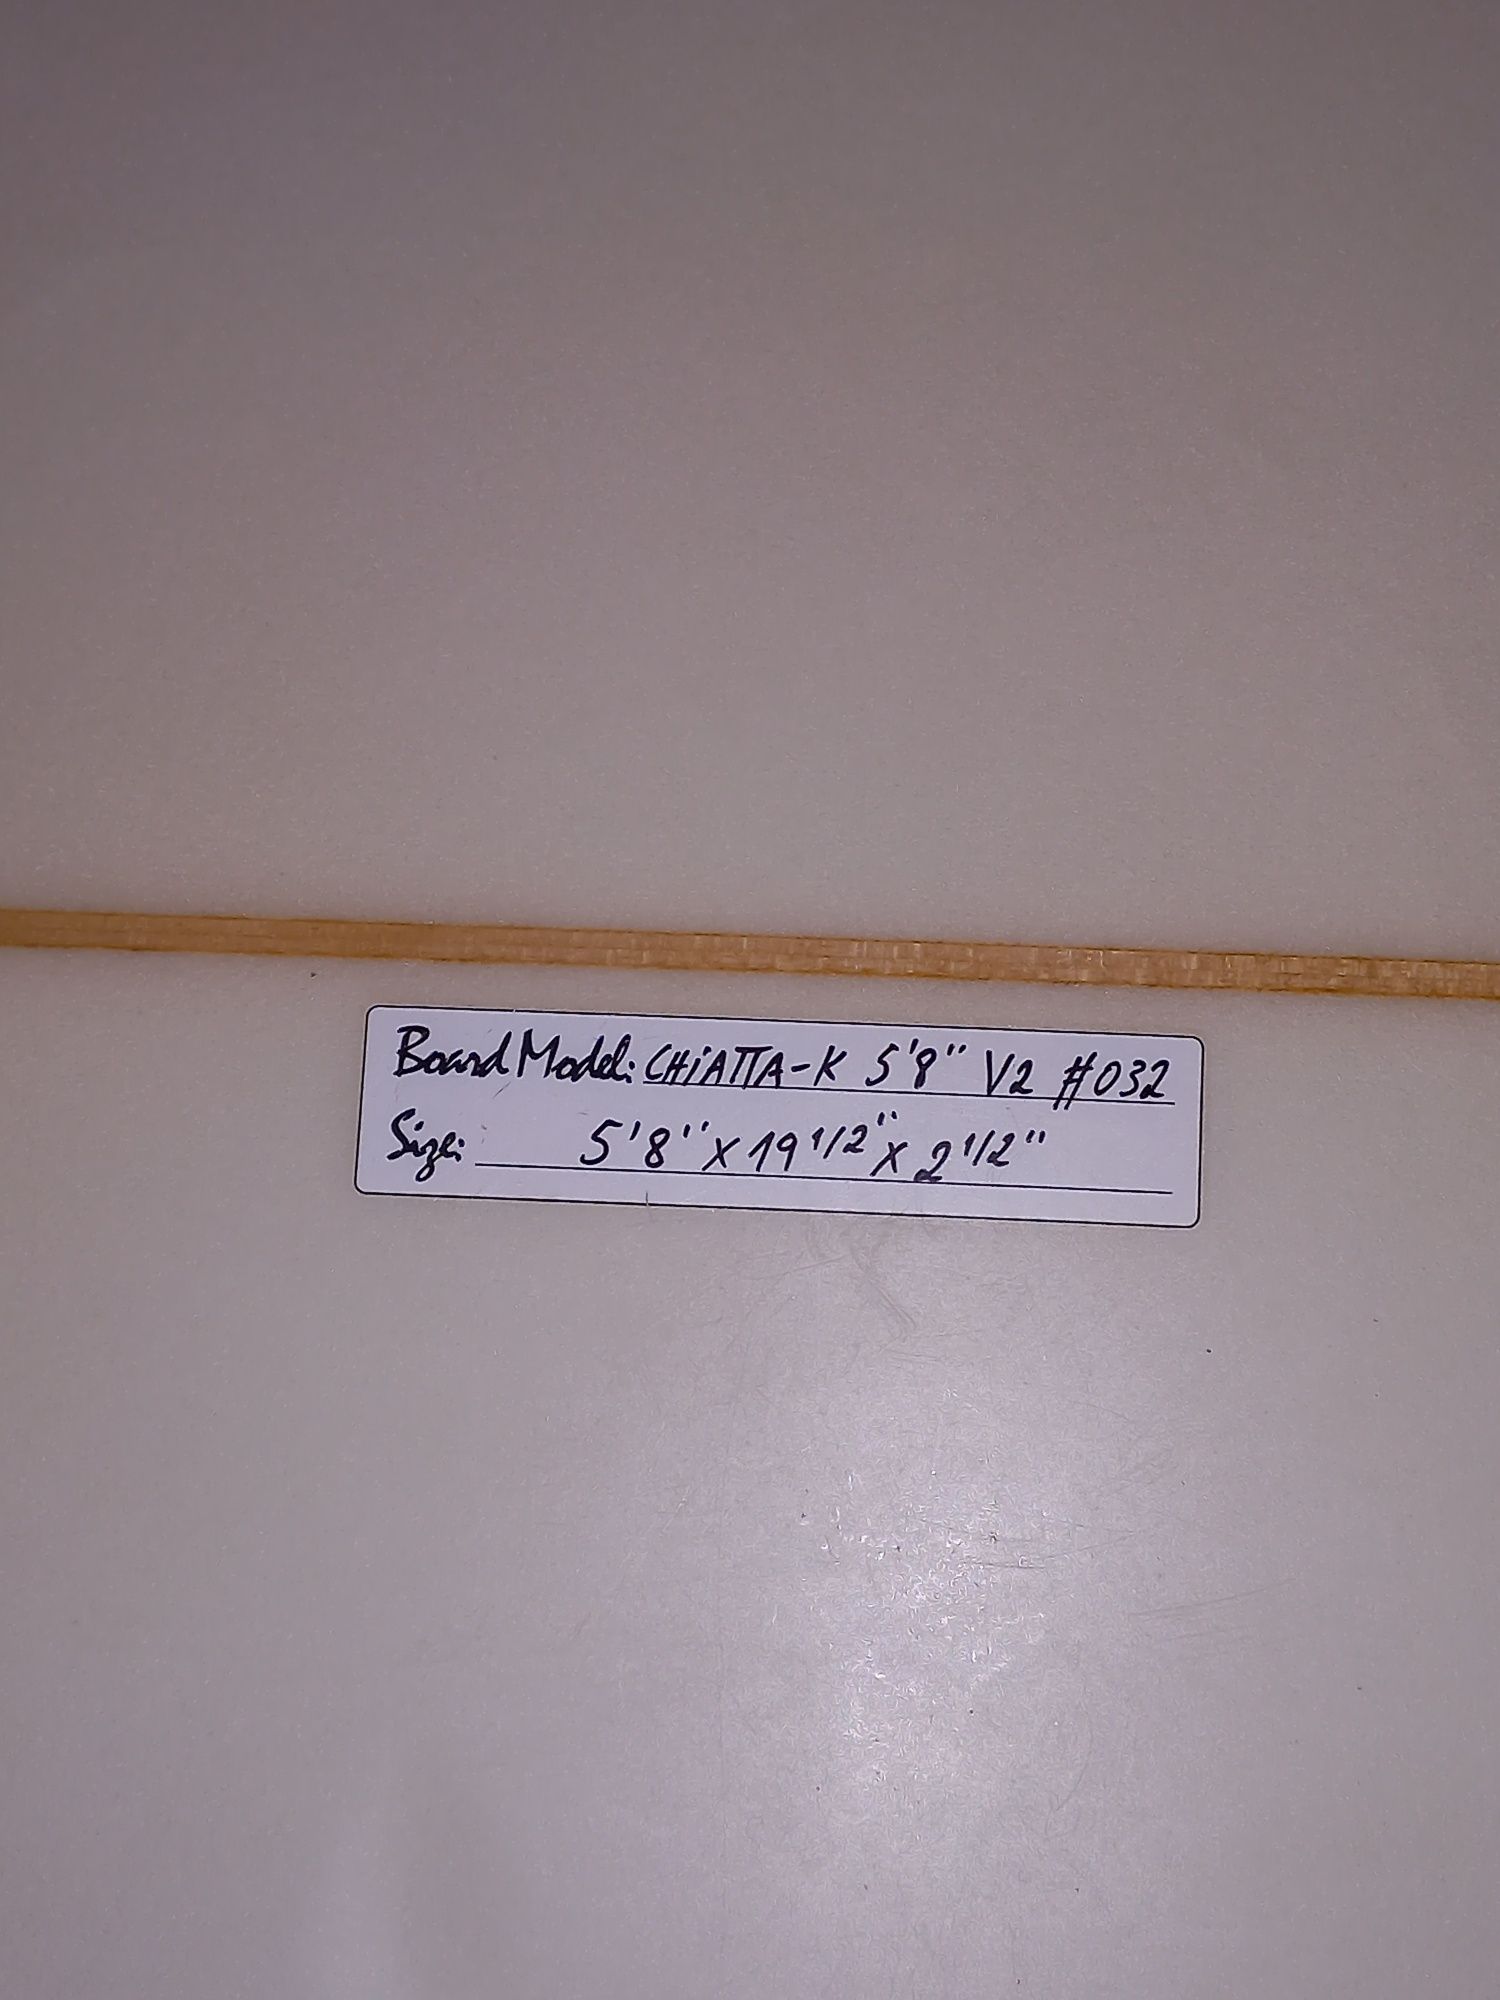 Board Model: CHiATTA-K 5'8" V2 #032
Size: 5'8" x 19 1/2" x 2 1/2"